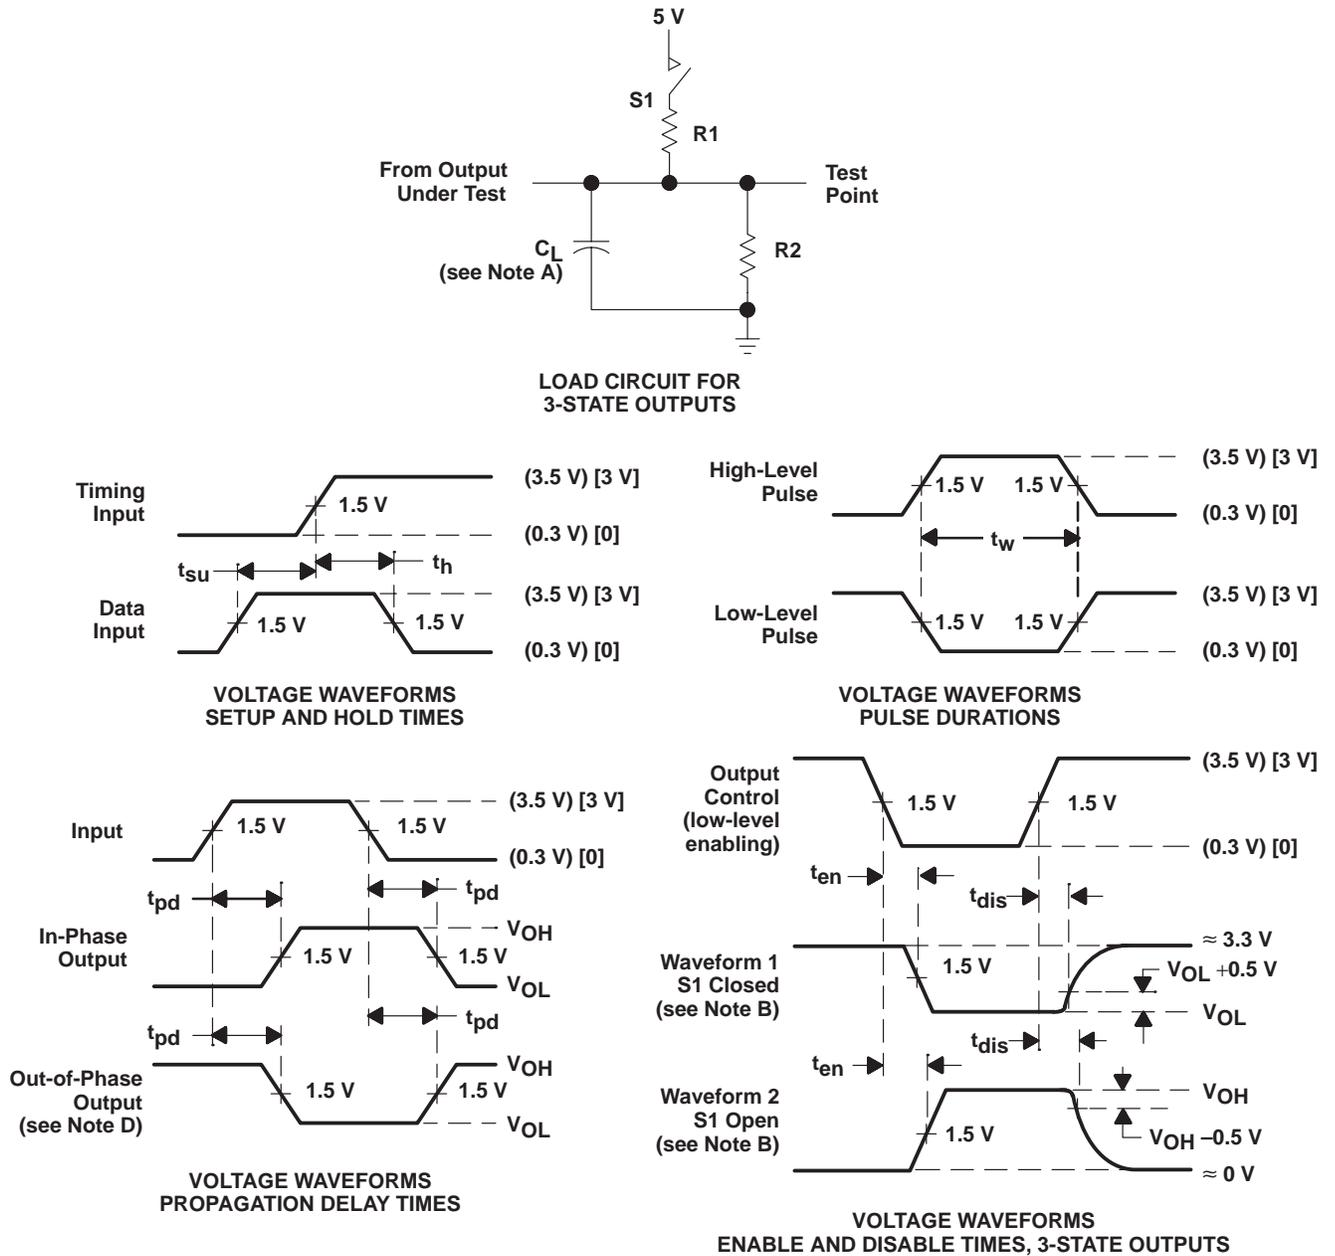 5 V
S1
R1
From Output
Under Test
Test
Point
CL
(see Note A)
R2
LOAD CIRCUIT FOR
3-STATE OUTPUTS
Timing
Input
1.5 V
(3.5 V) [3 V]
(0.3 V) [0]
tsu
th
Data
Input
1.5 V
1.5 V
(3.5 V) [3 V]
(0.3 V) [0]
VOLTAGE WAVEFORMS
SETUP AND HOLD TIMES
High-Level
Pulse
1.5 V
1.5 V
(3.5 V) [3 V]
(0.3 V) [0]
tw
Low-Level
Pulse
1.5 V
1.5 V
(3.5 V) [3 V]
(0.3 V) [0]
VOLTAGE WAVEFORMS
PULSE DURATIONS
Input
1.5 V
1.5 V
(3.5 V) [3 V]
(0.3 V) [0]
tpd
tpd
In-Phase
Output
1.5 V
1.5 V
VOH
VOL
tpd
tpd
Out-of-Phase
Output
(see Note D)
1.5 V
1.5 V
VOH
VOL
VOLTAGE WAVEFORMS
PROPAGATION DELAY TIMES
Output
Control
(low-level
enabling)
1.5 V
1.5 V
(3.5 V) [3 V]
(0.3 V) [0]
ten
tdis
Waveform 1
S1 Closed
(see Note B)
1.5 V
≈ 3.3 V
VOL +0.5 V
VOL
tdis
ten
Waveform 2
S1 Open
(see Note B)
1.5 V
VOH
VOH –0.5 V
≈ 0 V
VOLTAGE WAVEFORMS
ENABLE AND DISABLE TIMES, 3-STATE OUTPUTS